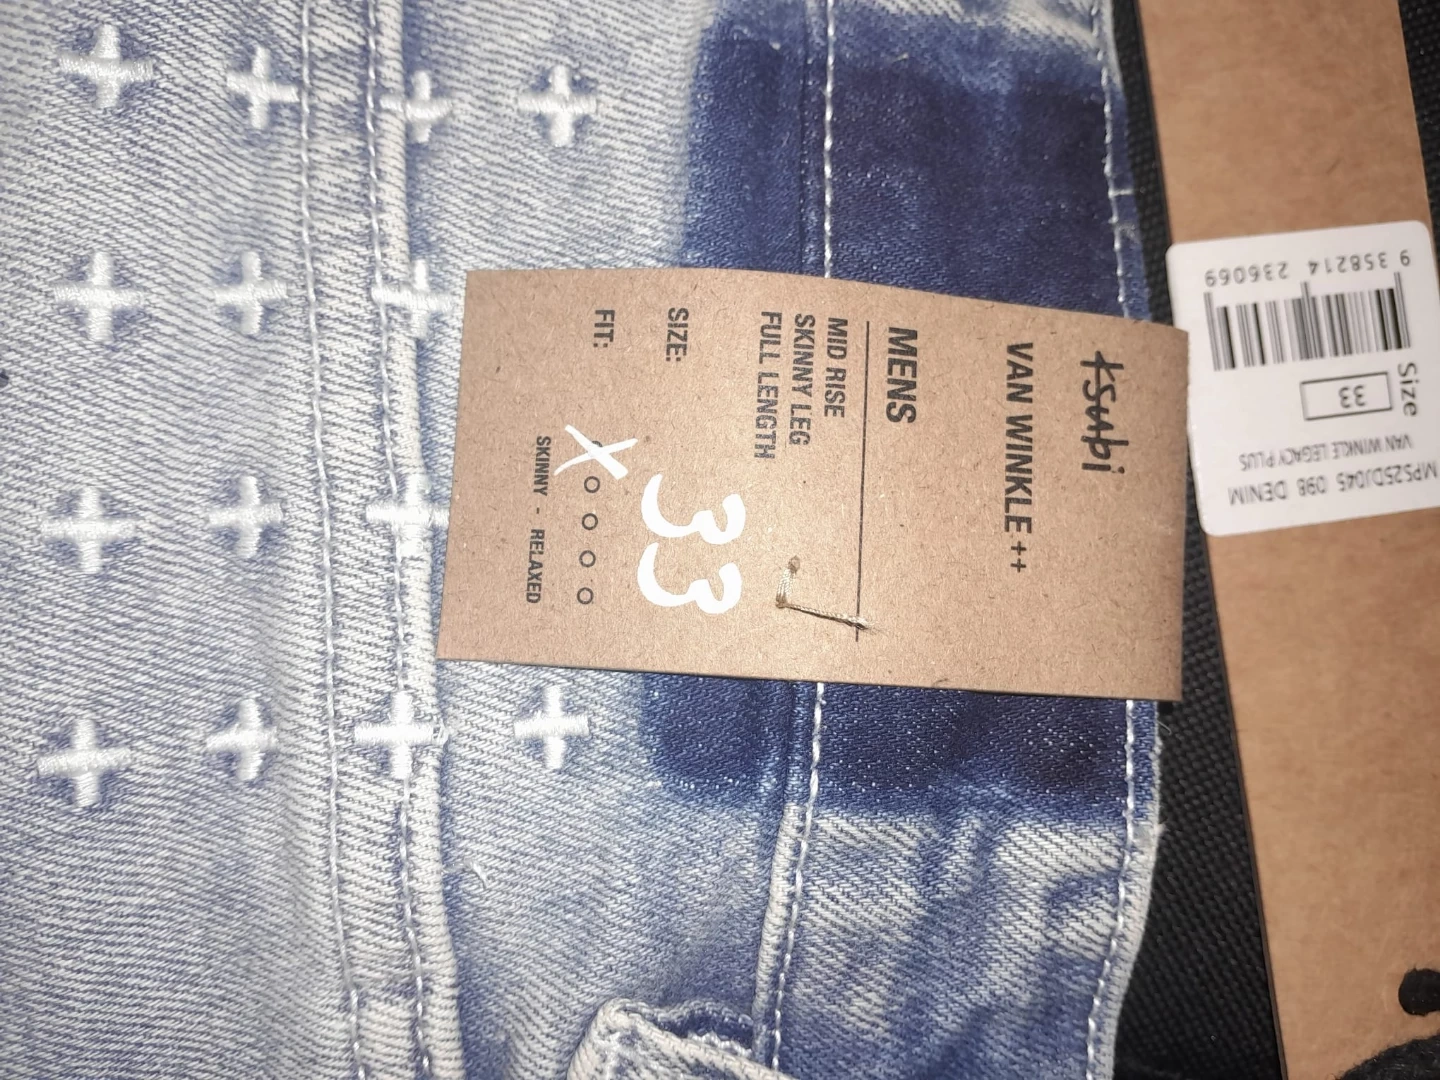 ksubi
VAN WINKLE ++
MENS
MID RISE
SKINNY LEG
FULL LENGTH
SIZE: 33
FIT: X o o o o
SKINNY - RELAXED
MPS25DJ045 098 DENIM
VAN WINKLE LEGACY PLUS
Size
33
9 358214 236069